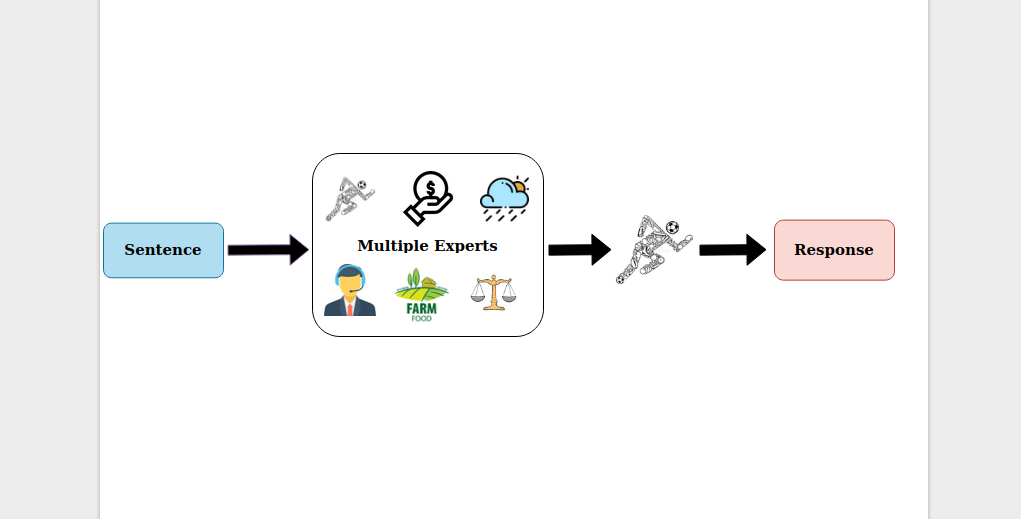 Sentence
$
Multiple Experts
FARM
FOOD
Response